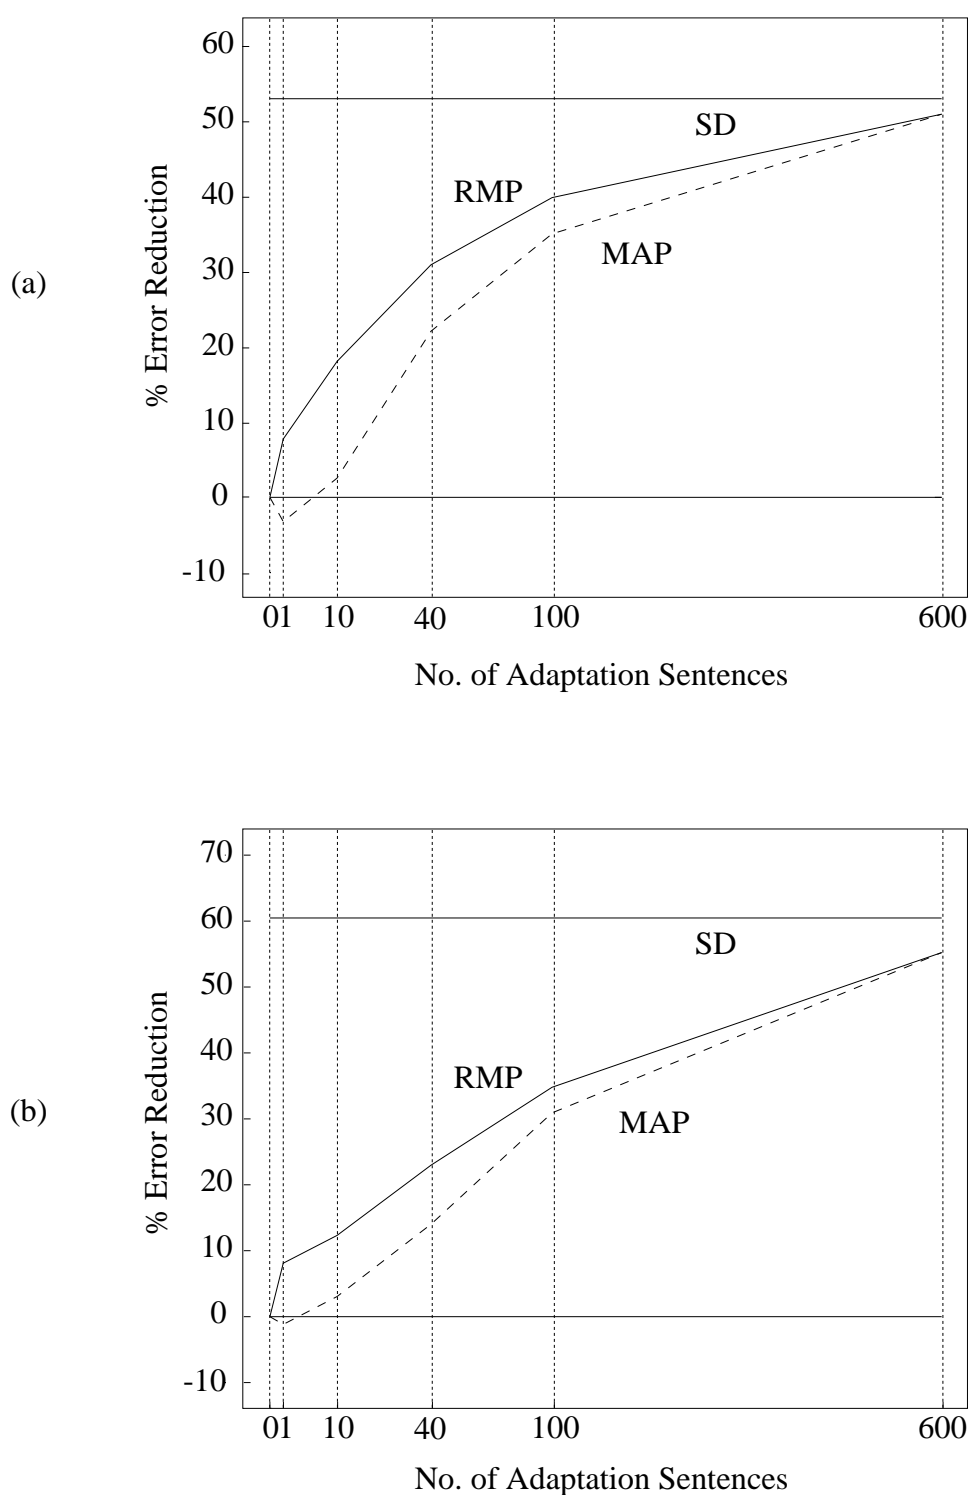 60
50
SD
RMP
40
MAP
30
(a)
% Error Reduction
20
10
0
-10
01 10 40 100 600
No. of Adaptation Sentences
70
60
SD
50
40
RMP
30
MAP
(b)
% Error Reduction
20
10
0
-10
01 10 40 100 600
No. of Adaptation Sentences